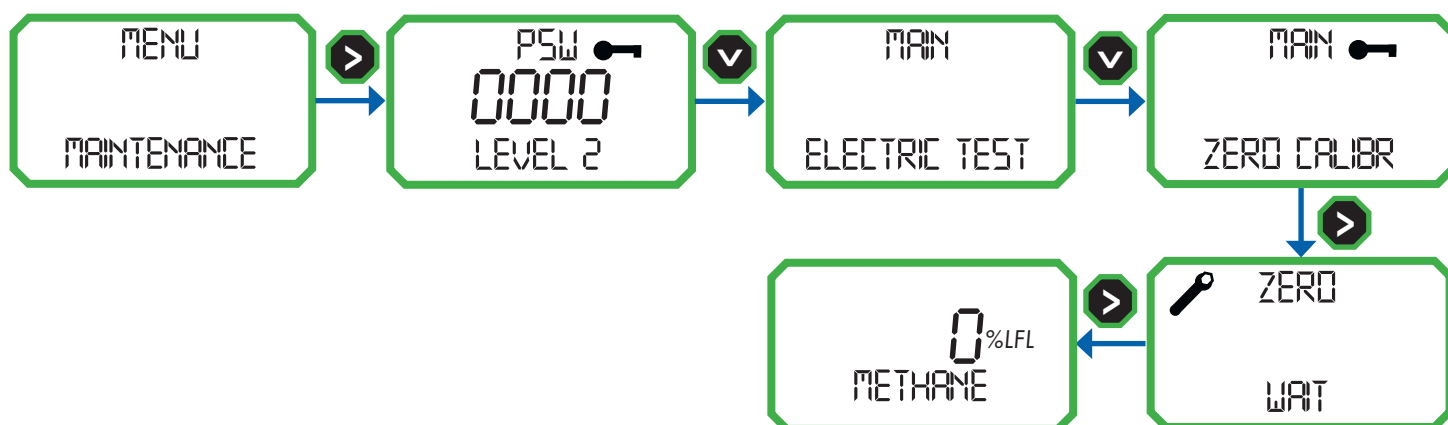 MENU
MAINTENANCE
>
PSW
0000
LEVEL 2
v
MAIN
ELECTRIC TEST
v
MAIN
ZERO CALIBR
>
ZERO
WAIT
>
0%LFL
METHANE